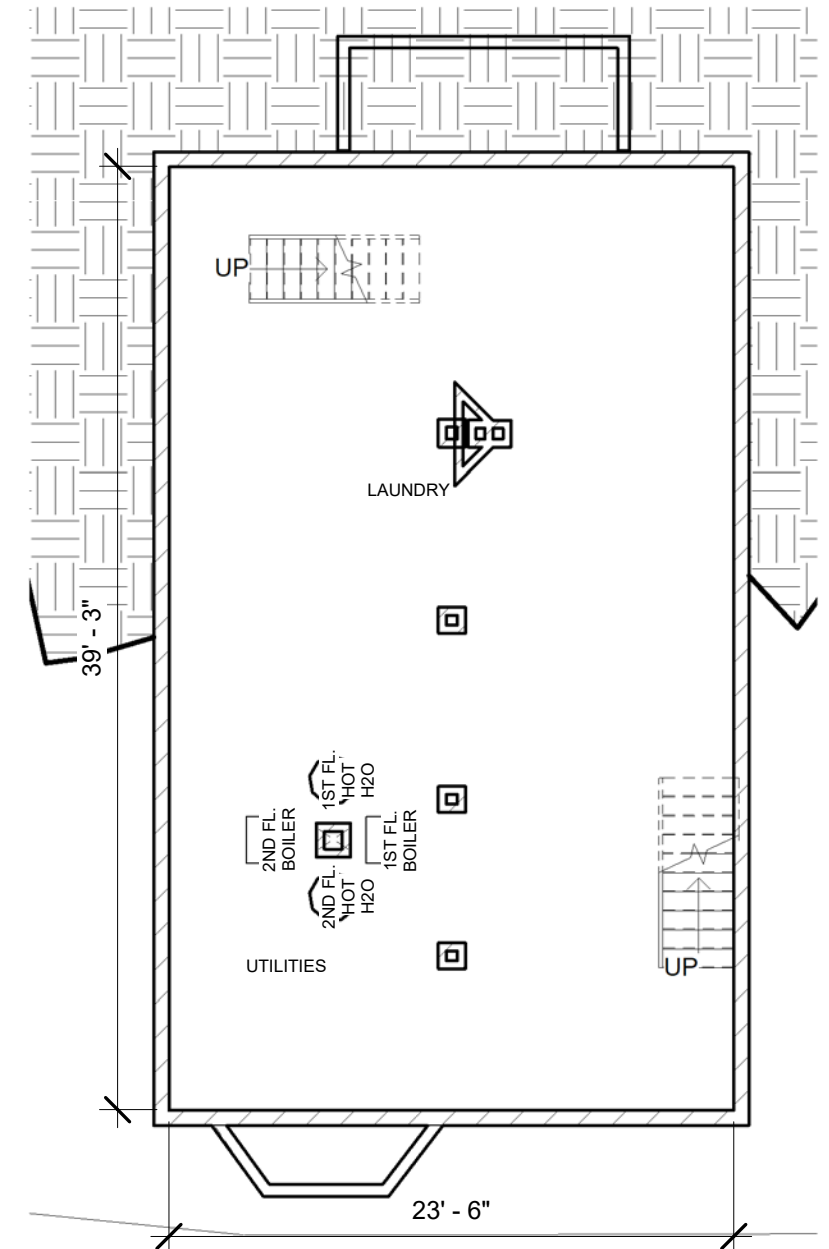 UP
LAUNDRY
39' - 3"
1ST FL.
HOT
H2O
2ND FL.
BOILER
1ST FL.
BOILER
2ND FL.
HOT
H2O
UTILITIES
UP
23' - 6"